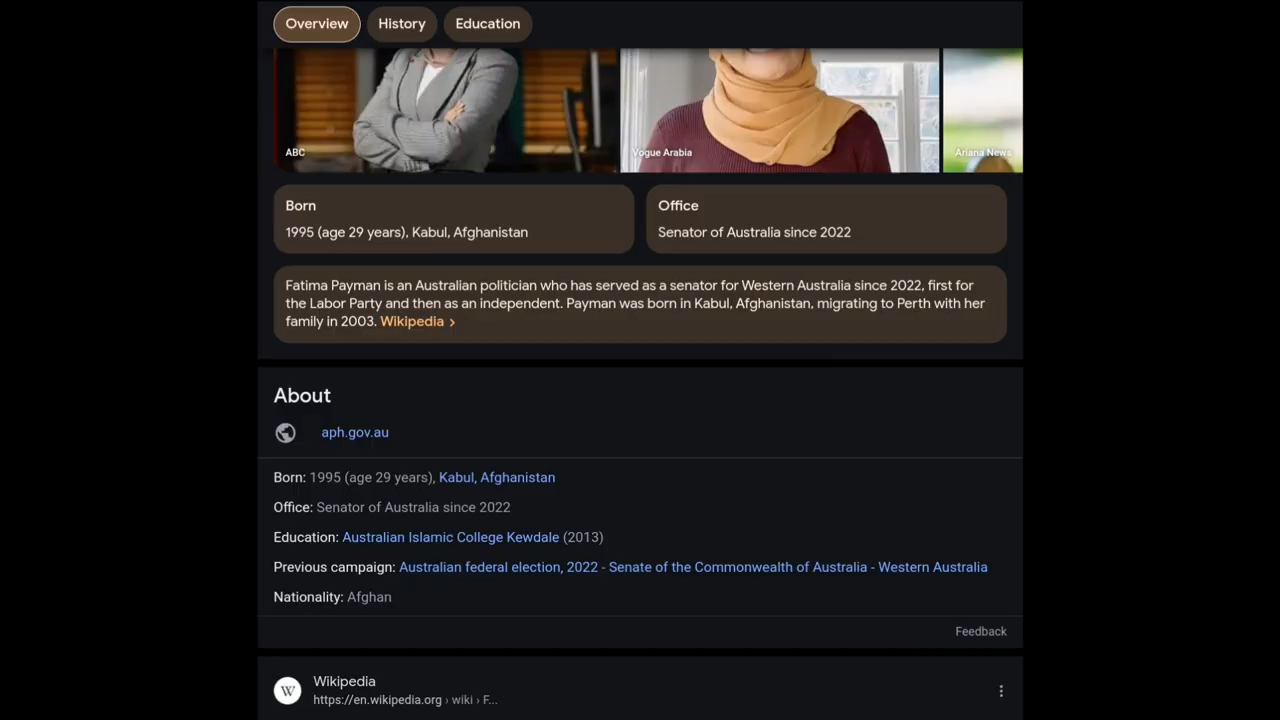 Overview History Education
ABC
Vogue Arabia
Ariana News
Born
1995 (age 29 years), Kabul, Afghanistan
Office
Senator of Australia since 2022
Fatima Payman is an Australian politician who has served as a senator for Western Australia since 2022, first for
the Labor Party and then as an independent. Payman was born in Kabul, Afghanistan, migrating to Perth with her
family in 2003. Wikipedia >
About
aph.gov.au
Born: 1995 (age 29 years), Kabul, Afghanistan
Office: Senator of Australia since 2022
Education: Australian Islamic College Kewdale (2013)
Previous campaign: Australian federal election, 2022 - Senate of the Commonwealth of Australia - Western Australia
Nationality: Afghan
Feedback
W
Wikipedia
https://en.wikipedia.org › wiki › F...